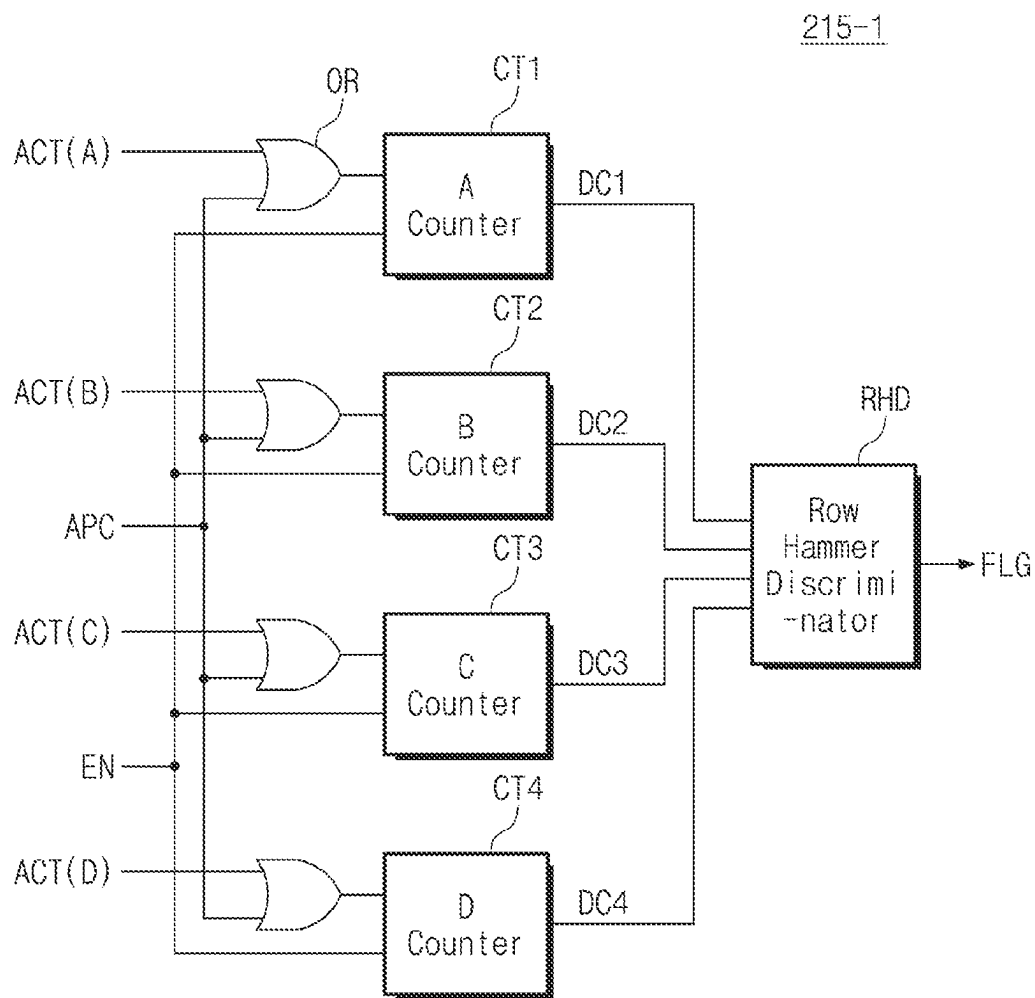 215-1
OR
CT1
ACT(A)
A
Counter
DC1
CT2
ACT(B)
B
Counter
DC2
RHD
APC
Row
Hammer
Discrimi
-nator
FLG
CT3
ACT(C)
C
Counter
DC3
EN
CT4
ACT(D)
D
Counter
DC4